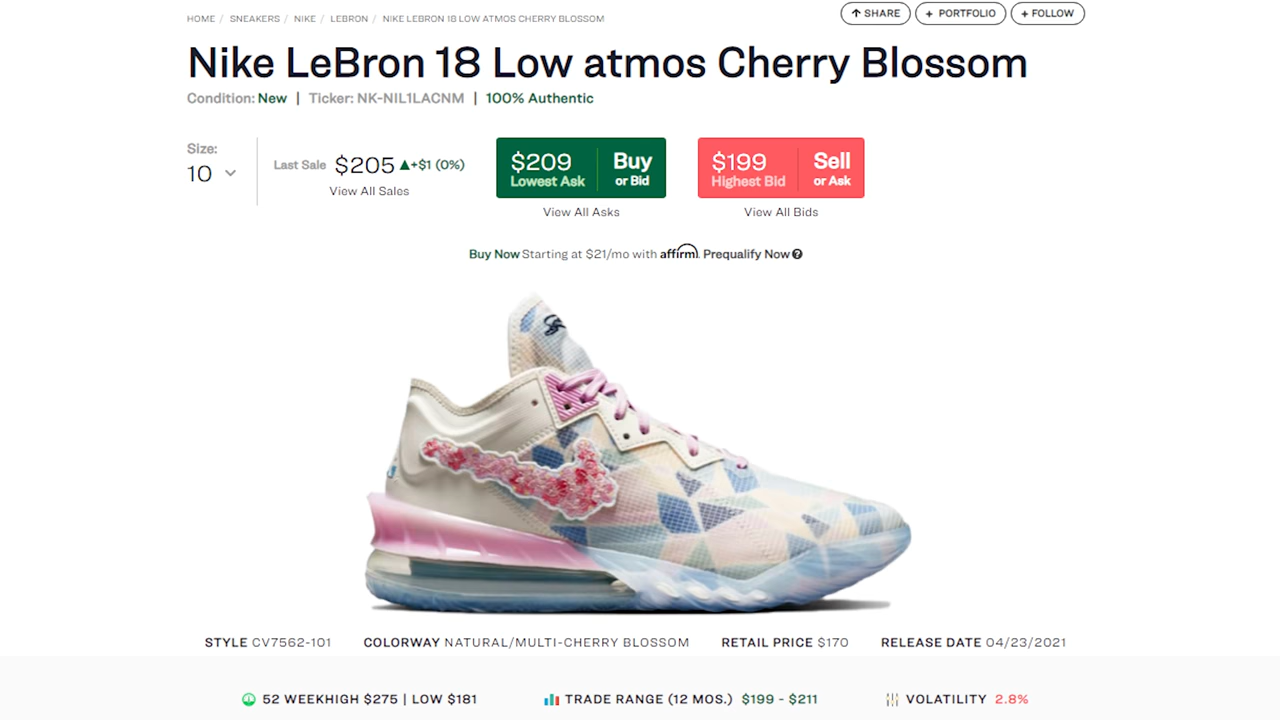 HOME / SNEAKERS / NIKE / LEBRON / NIKE LEBRON 18 LOW ATMOS CHERRY BLOSSOM
SHARE
+ PORTFOLIO
+ FOLLOW
Nike LeBron 18 Low atmos Cherry Blossom
Condition: New | Ticker: NK-NIL1LACNM | 100% Authentic
Size:
10
Last Sale $205 ▲+$1 (0%)
View All Sales
$209 Buy
Lowest Ask or Bid
View All Asks
$199 Sell
Highest Bid or Ask
View All Bids
Buy Now Starting at $21/mo with affirm. Prequalify Now
STYLE CV7562-101
COLORWAY NATURAL/MULTI-CHERRY BLOSSOM
RETAIL PRICE $170
RELEASE DATE 04/23/2021
52 WEEKHIGH $275 | LOW $181
TRADE RANGE (12 MOS.) $199 - $211
VOLATILITY 2.8%